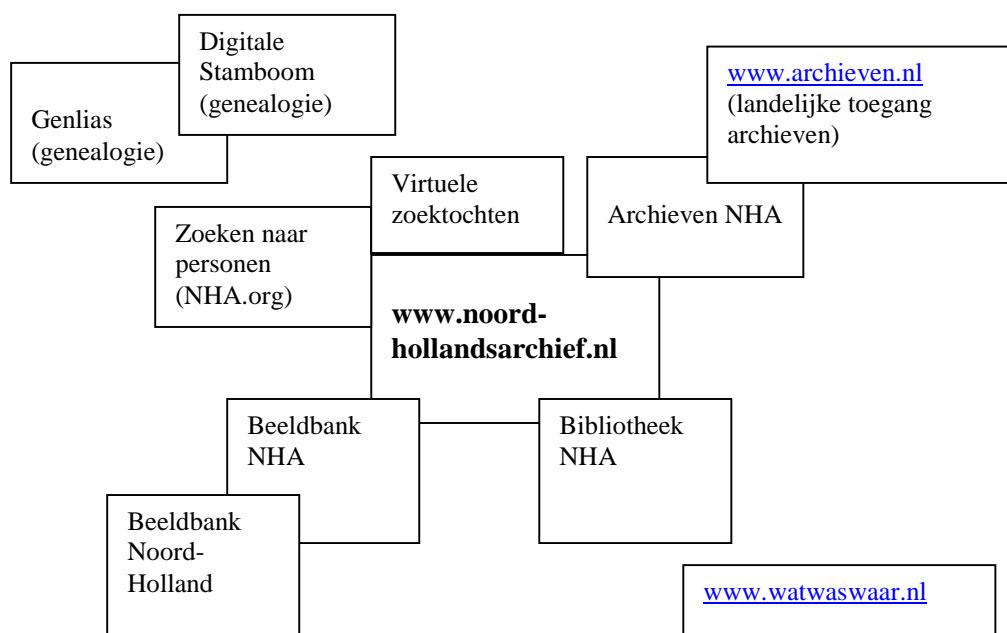 Digitale
Stamboom
(genealogie)
Genlias
(genealogie)
www.archieven.nl
(landelijke toegang
archieven)
Virtuele
zoektochten
Archieven NHA
Zoeken naar
personen
(NHA.org)
www.noord-
hollandsarchief.nl
Beeldbank
NHA
Bibliotheek
NHA
Beeldbank
Noord-
Holland
www.watwaswaar.nl